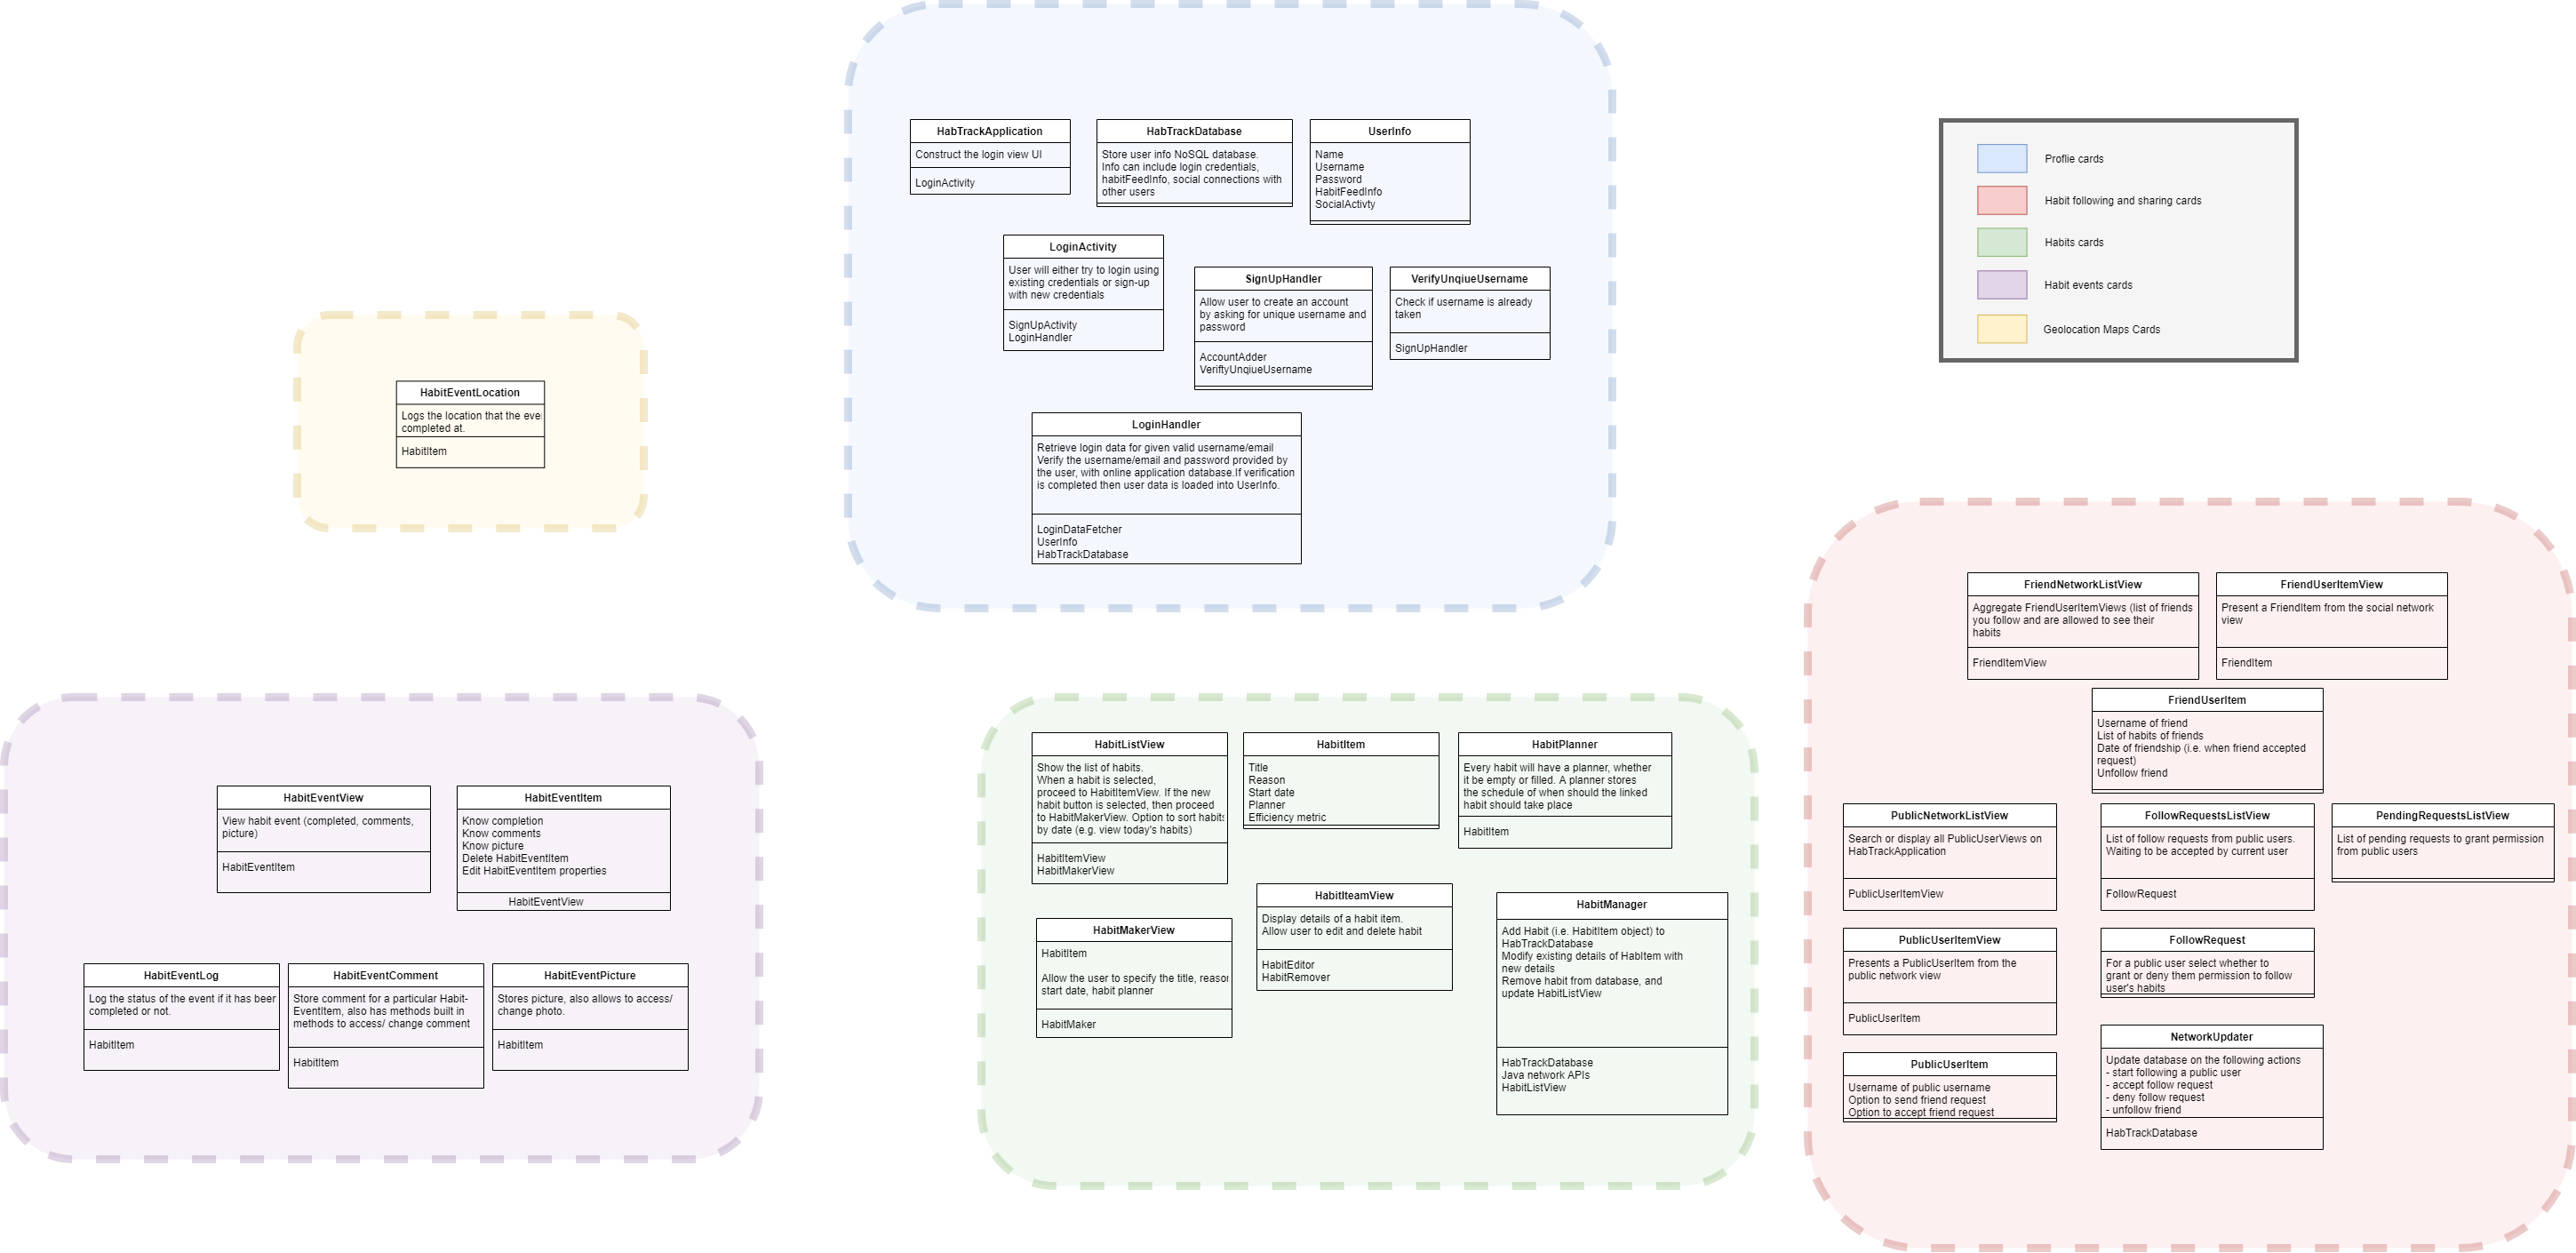 HabTrackApplication
Construct the login view UI
LoginActivity
HabTrackDatabase
Store user info NoSQL database.
Info can include login credentials,
habitFeedInfo, social connections with
other users
UserInfo
Name
Username
Password
HabitFeedInfo
SocialActivty
LoginActivity
User will either try to login using
existing credentials or sign-up
with new credentials
SignUpActivity
LoginHandler
SignUpHandler
Allow user to create an account
by asking for unique username and
password
AccountAdder
VeriftyUnqiueUsername
VerifyUnqiueUsername
Check if username is already
taken
SignUpHandler
LoginHandler
Retrieve login data for given valid username/email
Verify the username/email and password provided by
the user, with online application database.If verification
is completed then user data is loaded into UserInfo.
LoginDataFetcher
UserInfo
HabTrackDatabase
Proflie cards
Habit following and sharing cards
Habits cards
Habit events cards
Geolocation Maps Cards
HabitEventLocation
Logs the location that the eve
completed at.
HabitItem
FriendNetworkListView
Aggregate FriendUserItemViews (list of friends
you follow and are allowed to see their
habits
FriendItemView
FriendUserItemView
Present a FriendItem from the social network
view
FriendItem
FriendUserItem
Username of friend
List of habits of friends
Date of friendship (i.e. when friend accepted
request)
Unfollow friend
PublicNetworkListView
Search or display all PublicUserViews on
HabTrackApplication
PublicUserItemView
FollowRequestsListView
List of follow requests from public users.
Waiting to be accepted by current user
FollowRequest
PendingRequestsListView
List of pending requests to grant permission
from public users
PublicUserItemView
Presents a PublicUserItem from the
public network view
PublicUserItem
FollowRequest
For a public user select whether to
grant or deny them permission to follow
user's habits
PublicUserItem
Username of public username
Option to send friend request
Option to accept friend request
NetworkUpdater
Update database on the following actions
- start following a public user
- accept follow request
- deny follow request
- unfollow friend
HabTrackDatabase
HabitListView
Show the list of habits.
When a habit is selected,
proceed to HabitItemView. If the new
habit button is selected, then proceed
to HabitMakerView. Option to sort habits
by date (e.g. view today's habits)
HabitItemView
HabitMakerView
HabitItem
Title
Reason
Start date
Planner
Efficiency metric
HabitPlanner
Every habit will have a planner, whether
it be empty or filled. A planner stores
the schedule of when should the linked
habit should take place
HabitItem
HabitIteamView
Display details of a habit item.
Allow user to edit and delete habit
HabitEditor
HabitRemover
HabitManager
Add Habit (i.e. HabitItem object) to
HabTrackDatabase
Modify existing details of HabItem with
new details
Remove habit from database, and
update HabitListView
HabTrackDatabase
Java network APIs
HabitListView
HabitMakerView
HabitItem
Allow the user to specify the title, reasor
start date, habit planner
HabitMaker
HabitEventView
View habit event (completed, comments,
picture)
HabitEventItem
HabitEventItem
Know completion
Know comments
Know picture
Delete HabitEventItem
Edit HabitEventItem properties
HabitEventView
HabitEventLog
Log the status of the event if it has beer
completed or not.
HabitItem
HabitEventComment
Store comment for a particular Habit-
EventItem, also has methods built in
methods to access/ change comment
HabitItem
HabitEventPicture
Stores picture, also allows to access/
change photo.
HabitItem